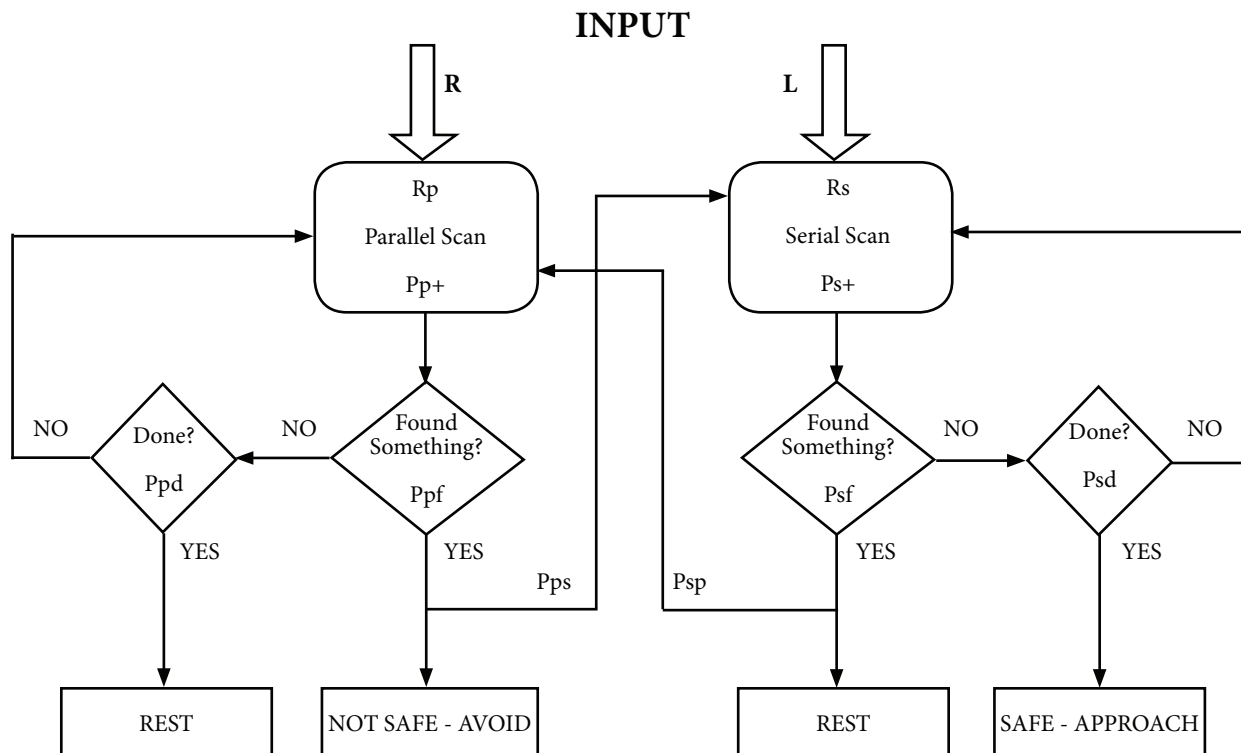 INPUT
R
L
Rp
Parallel Scan
Pp+
Rs
Serial Scan
Ps+
NO
Done?
Ppd
NO
Found
Something?
Ppf
Found
Something?
Psf
NO
Done?
Psd
NO
YES
YES
YES
YES
Pps
Psp
REST
NOT SAFE - AVOID
REST
SAFE - APPROACH